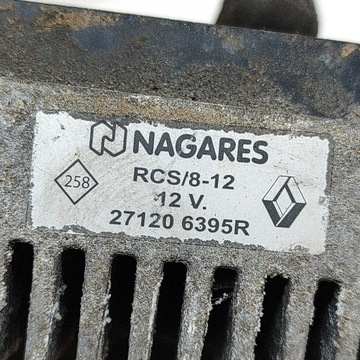 NAGARES
258
RCS/8-12
12 V.
27120 6395R